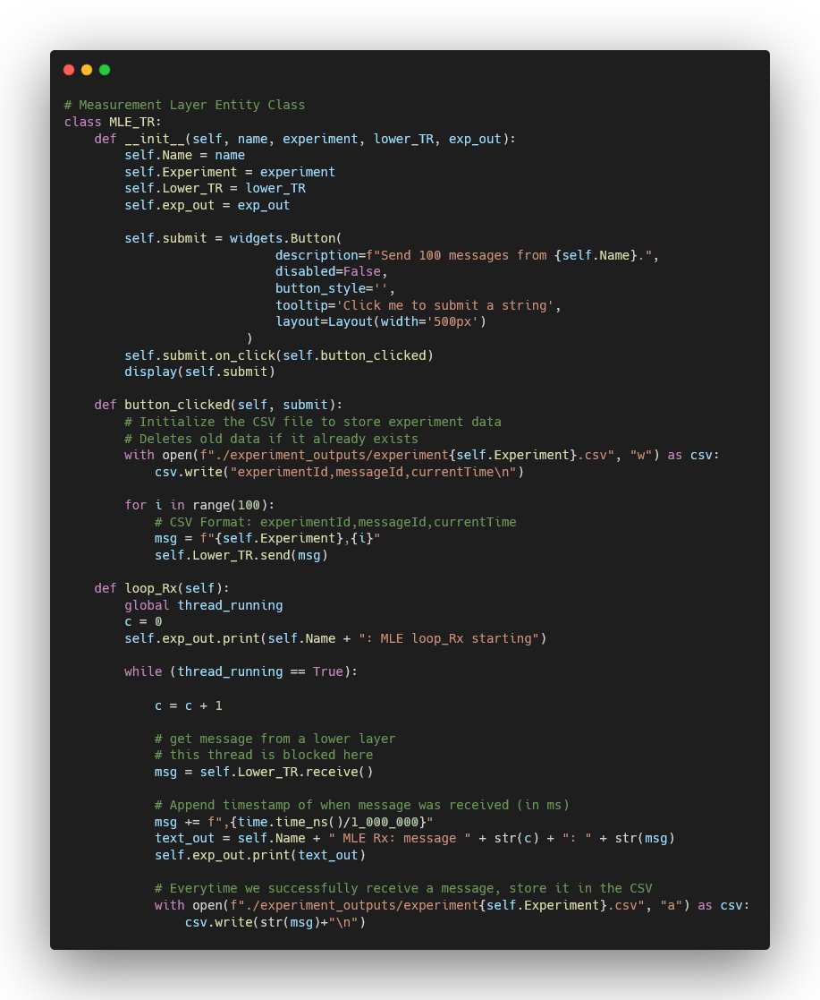 # Measurement Layer Entity Class
class MLE_TR:
    def __init__(self, name, experiment, lower_TR, exp_out):
        self.Name = name
        self.Experiment = experiment
        self.Lower_TR = lower_TR
        self.exp_out = exp_out

        self.submit = widgets.Button(
                            description=f"Send 100 messages from {self.Name}.",
                            disabled=False,
                            button_style='',
                            tooltip='Click me to submit a string',
                            layout=Layout(width='500px')
                        )
        self.submit.on_click(self.button_clicked)
        display(self.submit)

    def button_clicked(self, submit):
        # Initialize the CSV file to store experiment data
        # Deletes old data if it already exists
        with open(f"./experiment_outputs/experiment{self.Experiment}.csv", "w") as csv:
            csv.write("experimentId,messageId,currentTime\n")

        for i in range(100):
            # CSV Format: experimentId,messageId,currentTime
            msg = f"{self.Experiment},{i}"
            self.Lower_TR.send(msg)

    def loop_Rx(self):
        global thread_running
        c = 0
        self.exp_out.print(self.Name + ": MLE loop_Rx starting")

        while (thread_running == True):

            c = c + 1

            # get message from a lower layer
            # this thread is blocked here
            msg = self.Lower_TR.receive()

            # Append timestamp of when message was received (in ms)
            msg += f",{time.time_ns()/1_000_000}"
            text_out = self.Name + " MLE Rx: message " + str(c) + ": " + str(msg)
            self.exp_out.print(text_out)

            # Everytime we successfully receive a message, store it in the CSV
            with open(f"./experiment_outputs/experiment{self.Experiment}.csv", "a") as csv:
                csv.write(str(msg)+"\n")